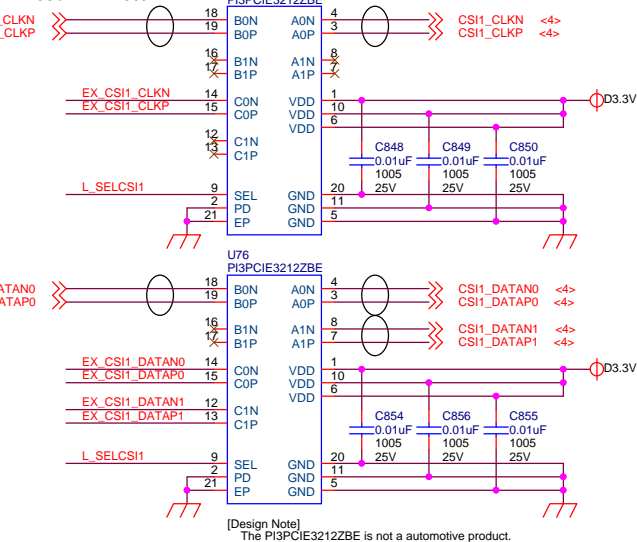 PI3PCIE3212ZBE
_CLKN 18 B0N A0N 4 CSI1_CLKN <4>
_CLKP 19 B0P A0P 3 CSI1_CLKP <4>
16 B1N A1N 8
17 B1P A1P 7
EX_CSI1_CLKN 14 C0N VDD 1 D3.3V
EX_CSI1_CLKP 15 C0P VDD 10
VDD 6
12 C1N
13 C1P
C848 C849 C850
0.01uF 0.01uF 0.01uF
1005 1005 1005
25V 25V 25V
L_SELCSI1 9 SEL GND 20
2 PD GND 11
21 EP GND 5
U76
PI3PCIE3212ZBE
ATAN0 18 B0N A0N 4 CSI1_DATAN0 <4>
ATAP0 19 B0P A0P 3 CSI1_DATAP0 <4>
16 B1N A1N 8 CSI1_DATAN1 <4>
17 B1P A1P 7 CSI1_DATAP1 <4>
EX_CSI1_DATAN0 14 C0N VDD 1 D3.3V
EX_CSI1_DATAP0 15 C0P VDD 10
VDD 6
EX_CSI1_DATAN1 12 C1N
EX_CSI1_DATAP1 13 C1P
C854 C856 C855
0.01uF 0.01uF 0.01uF
1005 1005 1005
25V 25V 25V
L_SELCSI1 9 SEL GND 20
2 PD GND 11
21 EP GND 5
[Design Note]
The PI3PCIE3212ZBE is not a automotive product.